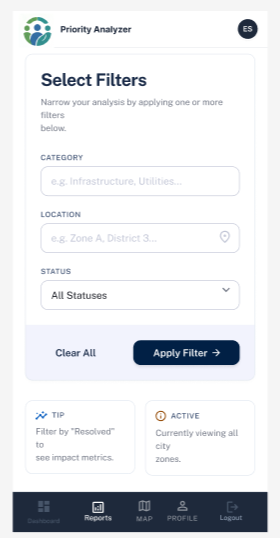 Priority Analyzer
ES
Select Filters
Narrow your analysis by applying one or more
filters
below.
CATEGORY
e.g. Infrastructure, Utilities...
LOCATION
e.g. Zone A, District 3...
STATUS
All Statuses
Clear All
Apply Filter →
TIP
Filter by "Resolved"
to
see impact metrics.
ACTIVE
Currently viewing all
city
zones.
Dashboard
Reports
MAP
PROFILE
Logout